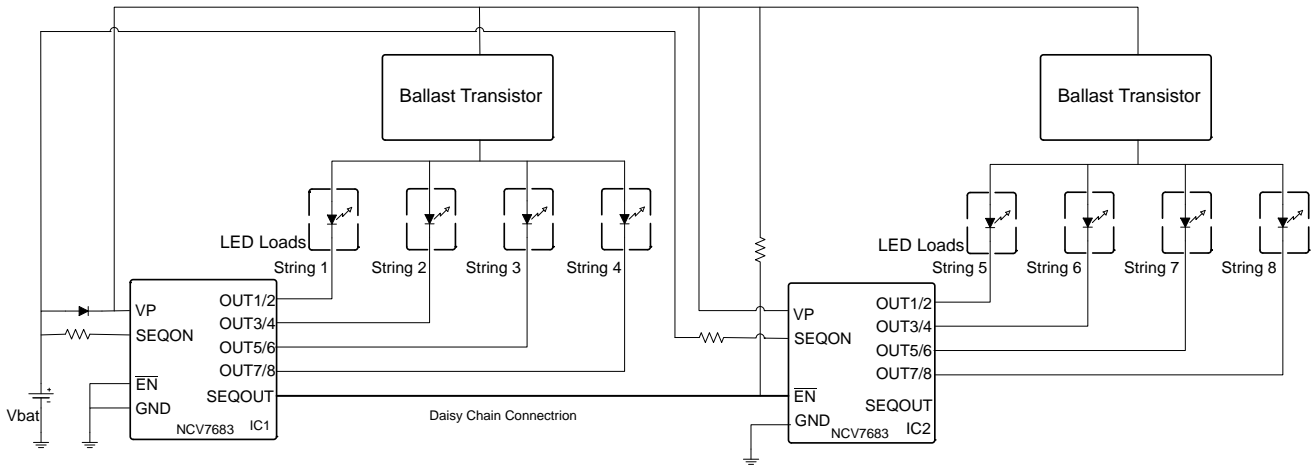 Ballast Transistor
Ballast Transistor
LED Loads
String 1
String 2
String 3
String 4
LED Loads
String 5
String 6
String 7
String 8
VP
SEQON
EN
GND
OUT1/2
OUT3/4
OUT5/6
OUT7/8
SEQOUT
NCV7683
IC1
Vbat
+
-
Daisy Chain Connectrion
VP
SEQON
EN
GND
OUT1/2
OUT3/4
OUT5/6
OUT7/8
SEQOUT
NCV7683
IC2